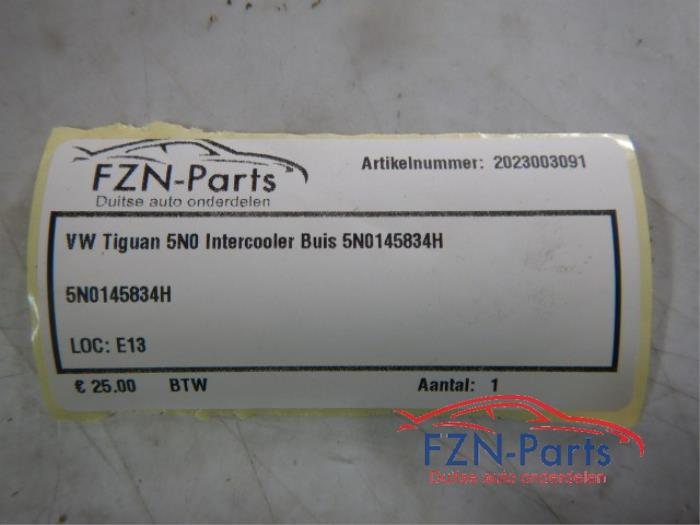 FZN-Parts
Duitse auto onderdelen
Artikelnummer: 2023003091
VW Tiguan 5N0 Intercooler Buis 5N0145834H
5N0145834H
LOC: E13
€ 25.00 BTW Aantal: 1
FZN-Parts
Duitse auto onderdelen